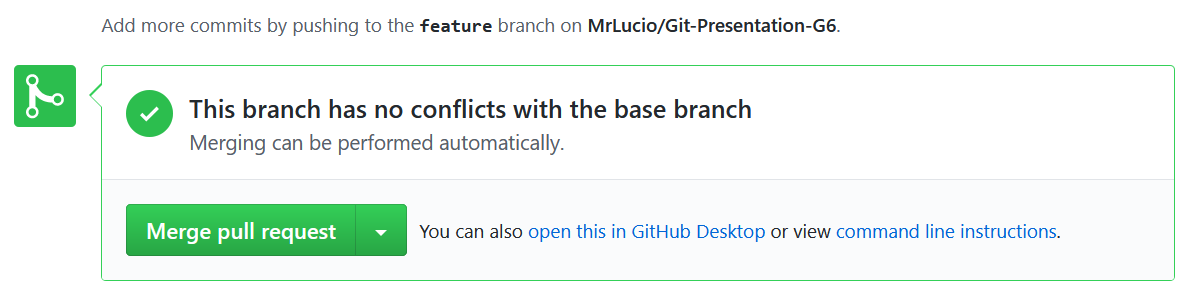 Add more commits by pushing to the feature branch on MrLucio/Git-Presentation-G6.
This branch has no conflicts with the base branch
Merging can be performed automatically.
Merge pull request
You can also open this in GitHub Desktop or view command line instructions.